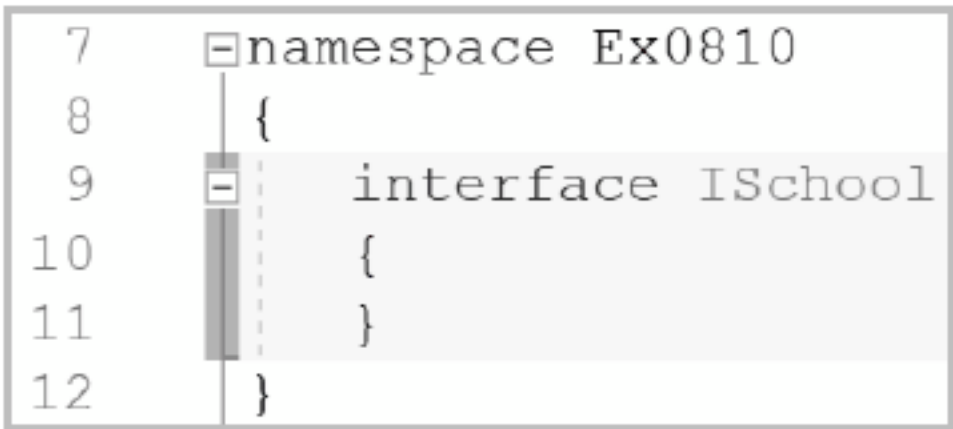 7 namespace Ex0810
8 {
9 interface ISchool
10 {
11 }
12 }